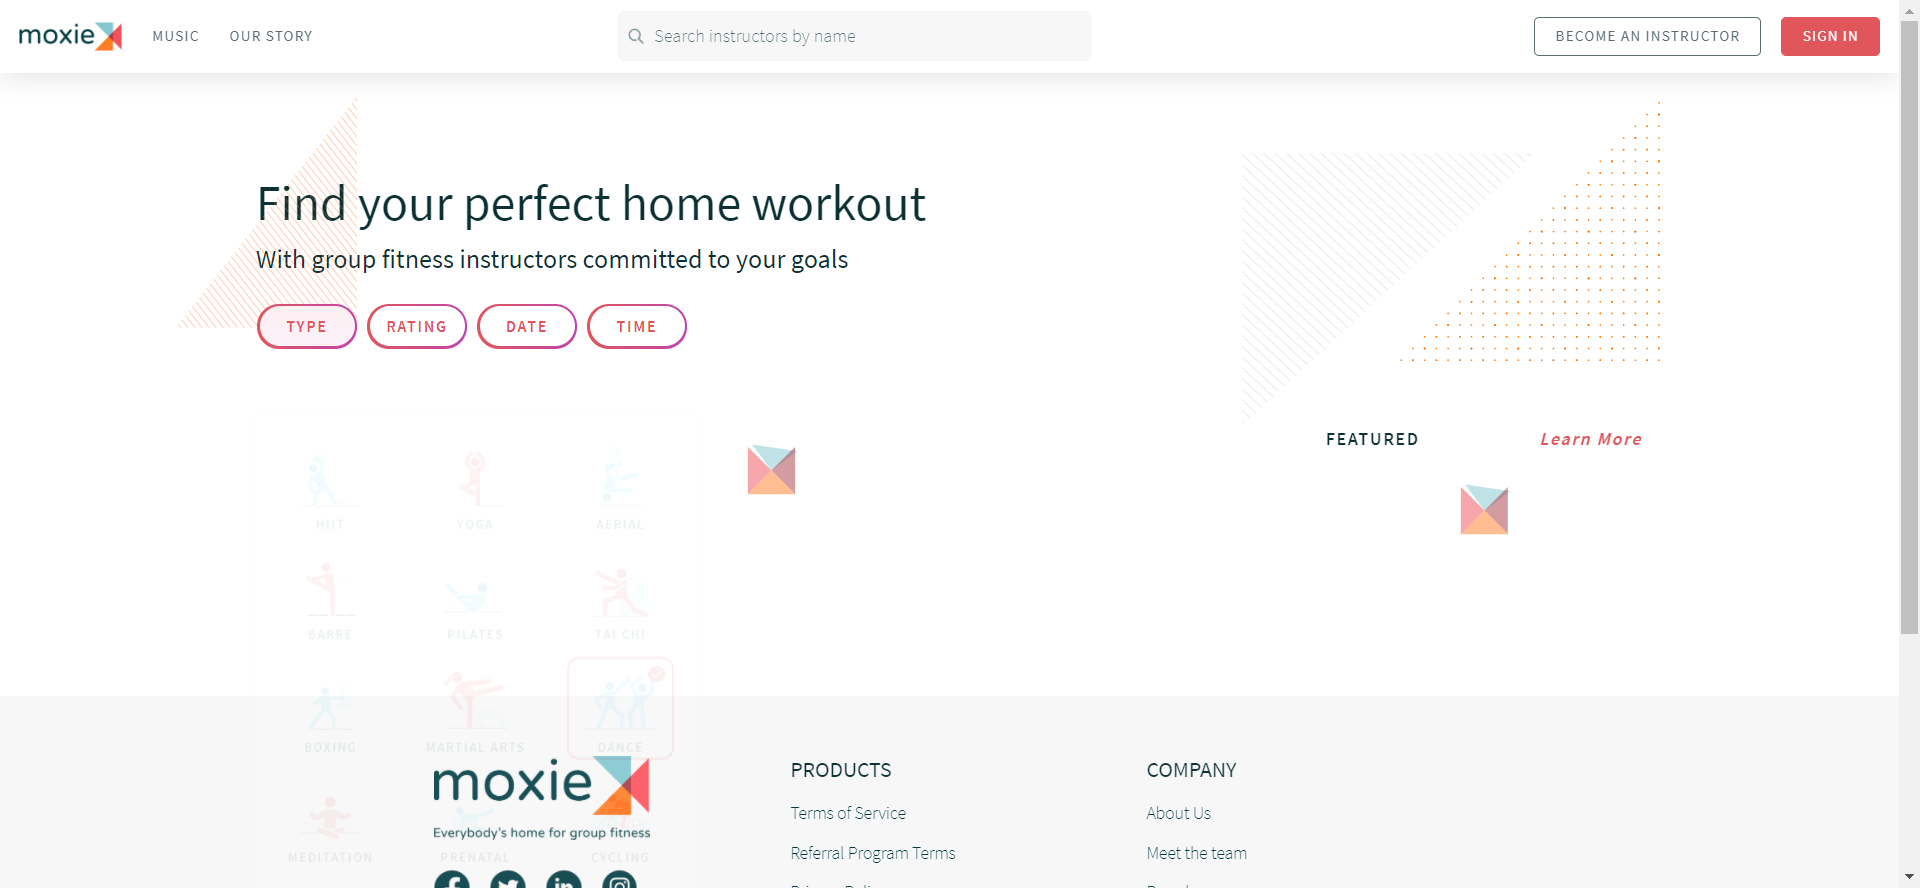 moxie
MUSIC
OUR STORY
Search instructors by name
BECOME AN INSTRUCTOR
SIGN IN
Find your perfect home workout
With group fitness instructors committed to your goals
TYPE
RATING
DATE
TIME
FEATURED
Learn More
HIIT
YOGA
AERIAL
BARRE
PILATES
TAI CHI
BOXING
MARTIAL ARTS
DANCE
MEDITATION
PRENATAL
CYCLING
moxie
Everybody's home for group fitness
PRODUCTS
Terms of Service
Referral Program Terms
COMPANY
About Us
Meet the team